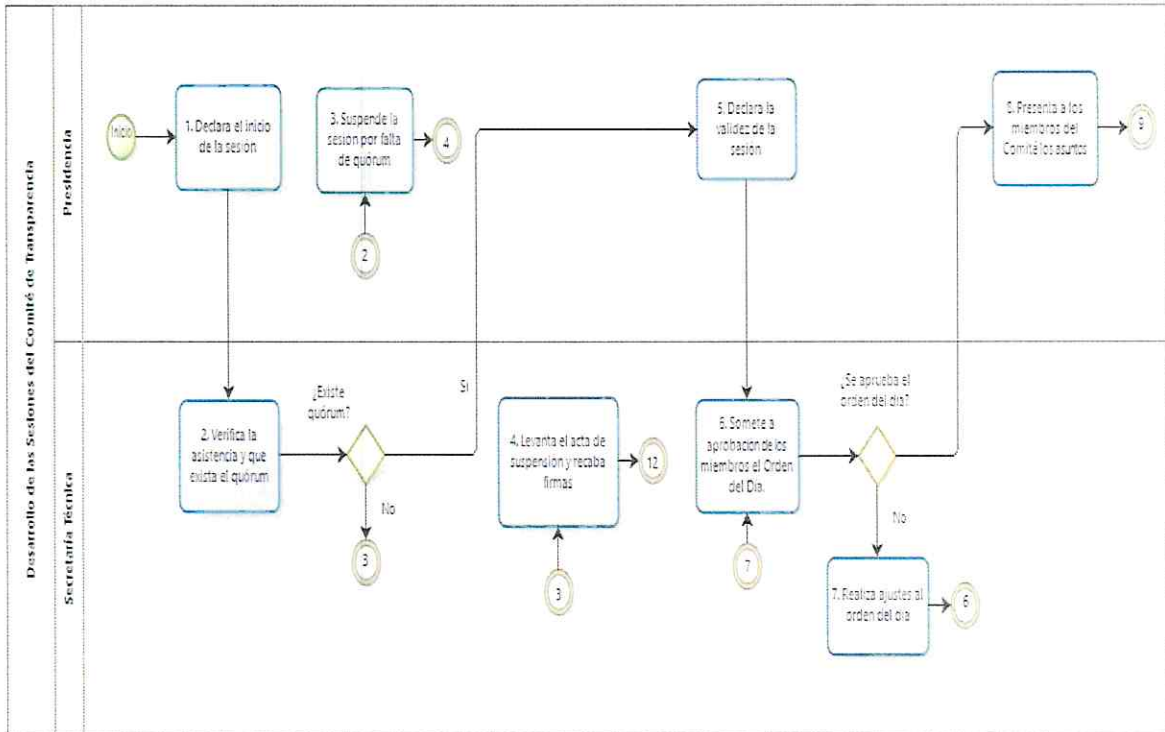 Desarrollo de las Sesiones del Comité de Transparencia
Presidencia
Inicio
1. Declara el inicio
de la sesión
3. Suspende la
sesión por falta
de quórum
4
2
5. Declara la
validez de la
sesión
8. Presenta a los
miembros del
Comité los asuntos
9
Secretaría Técnica
2. Verifica la
asistencia y que
exista el quórum
¿Existe
quórum?
Sí
No
3
4. Levanta el acta de
suspensión y recaba
firmas
12
3
6. Somete a
aprobación de los
miembros el Orden
del Día.
7
¿Se aprueba el
orden del día?
No
7. Realiza ajustes al
orden del día
6